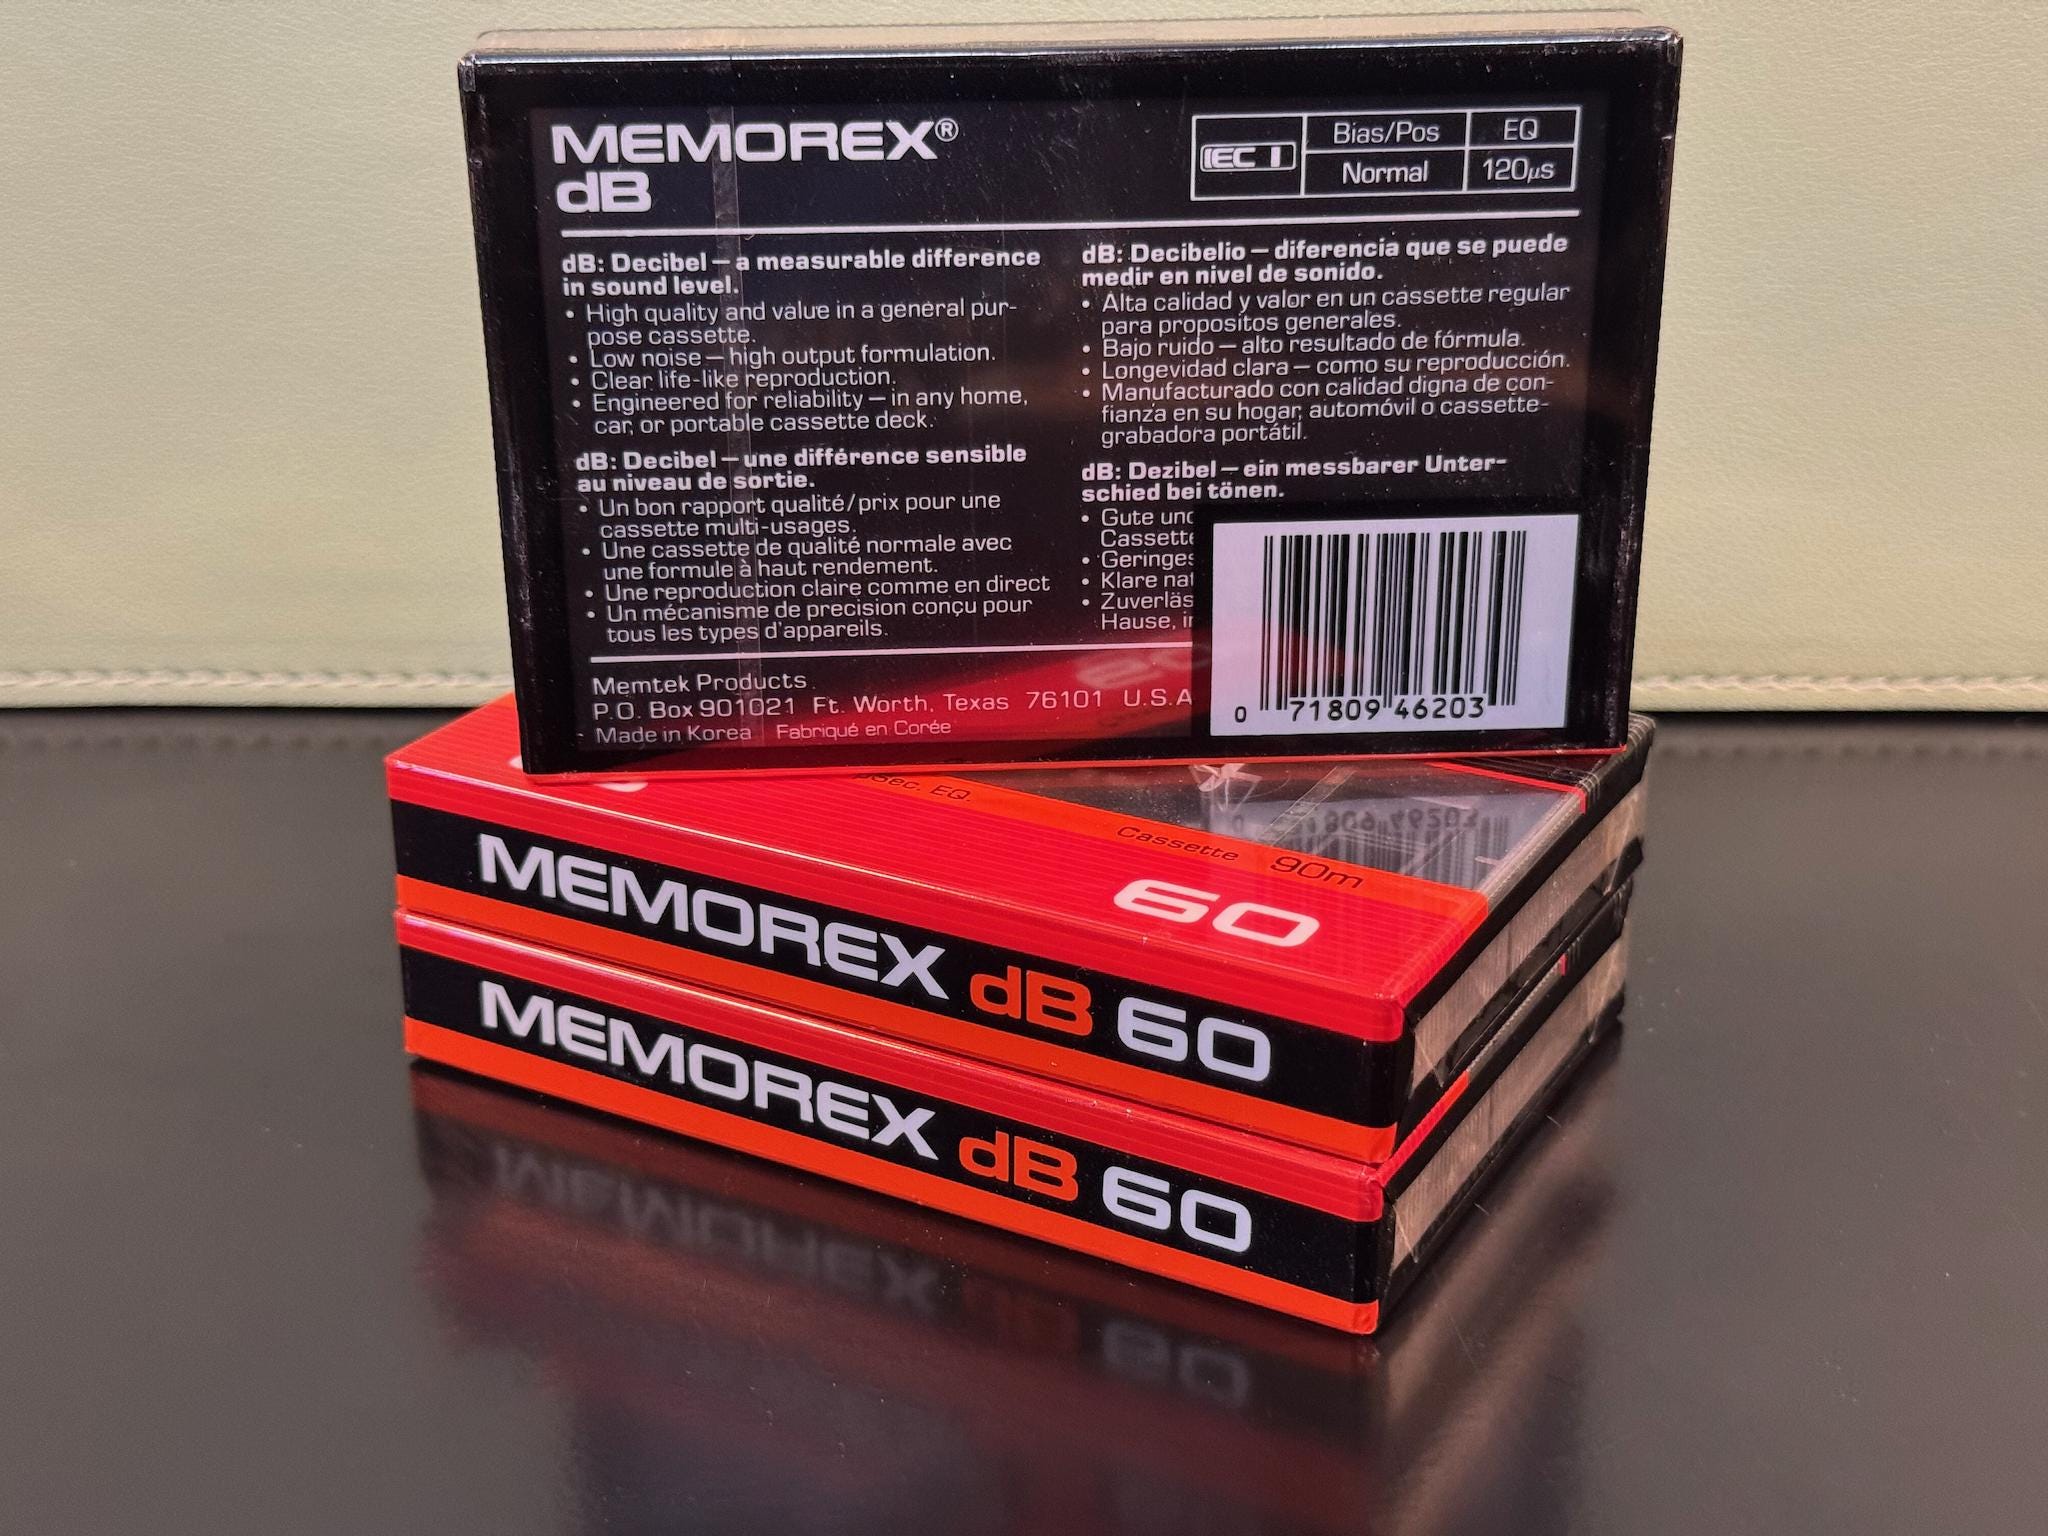 MEMOREX®
dB
IEC I
Bias/Pos
EQ
Normal
120µs
dB: Decibel – a measurable difference
in sound level.
• High quality and value in a general pur-
pose cassette.
• Low noise – high output formulation.
• Clear life-like reproduction.
• Engineered for reliability – in any home,
car, or portable cassette deck.
dB: Decibel – une différence sensible
au niveau de sortie.
• Un bon rapport qualité/prix pour une
cassette multi-usages.
• Une cassette de qualité normale avec
une formule à haut rendement.
• Une reproduction claire comme en direct
• Un mécanisme de precision conçu pour
tous les types d'appareils.
dB: Decibelio – diferencia que se puede
medir en nivel de sonido.
• Alta calidad y valor en un cassette regular
para propositos generales.
• Bajo ruido – alto resultado de fórmula.
• Longevidad clara – como su reproducción.
• Manufacturado con calidad digna de con-
fianza en su hogar, automóvil o cassette-
grabadora portátil.
dB: Dezibel – ein messbarer Unter-
schied bei tönen.
• Gute
Cassette
• Geringes
• Klare
•
Hause,
Memtek Products
P.O. Box 901021 Ft. Worth, Texas 76101 U.S.A
Made in Korea Fabriqué en Corée
0 71809 46203
EQ.
Cassette 90m
60
MEMOREX dB 60
MEMOREX dB 60